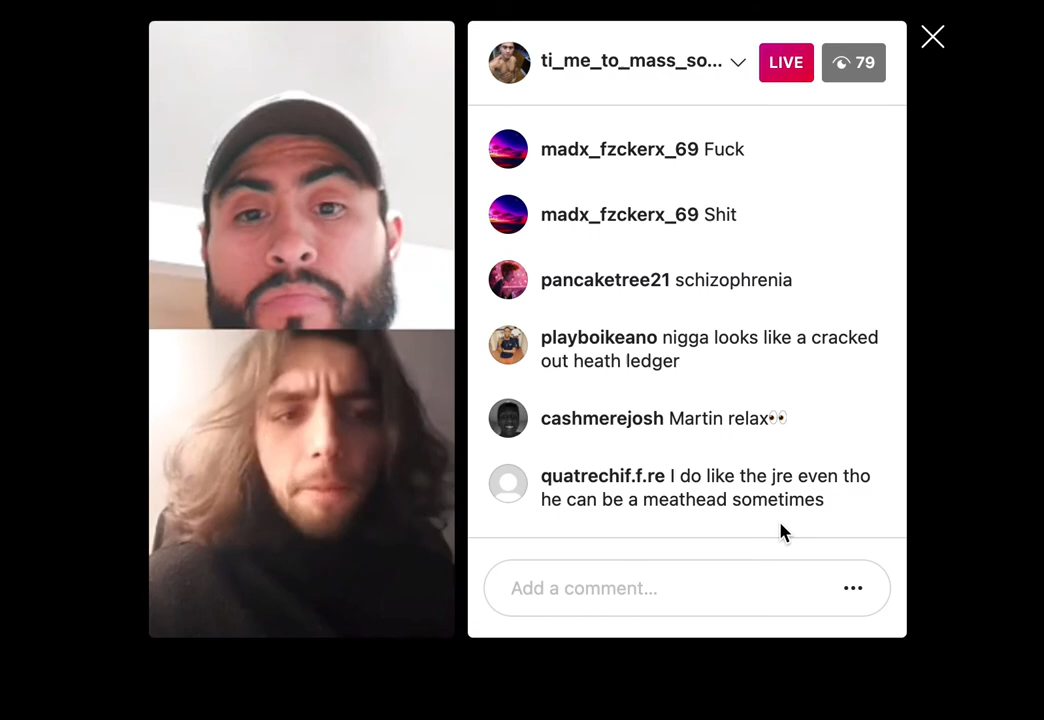 ti_me_to_mass_so... LIVE 79
madx_fzckerx_69 Fuck
madx_fzckerx_69 Shit
pancaketree21 schizophrenia
playboikeano nigga looks like a cracked
out heath ledger
cashmerejosh Martin relax👀
quatrechif.f.re I do like the jre even tho
he can be a meathead sometimes
Add a comment...